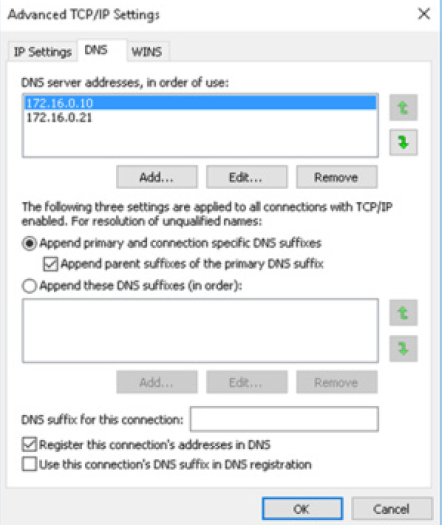 Advanced TCP/IP Settings
IP Settings DNS WINS
DNS server addresses, in order of use:
172.16.0.10
172.16.0.21
Add... Edit... Remove
The following three settings are applied to all connections with TCP/IP
enabled. For resolution of unqualified names:
Append primary and connection specific DNS suffixes
Append parent suffixes of the primary DNS suffix
Append these DNS suffixes (in order):
Add... Edit... Remove
DNS suffix for this connection:
Register this connection's addresses in DNS
Use this connection's DNS suffix in DNS registration
OK Cancel